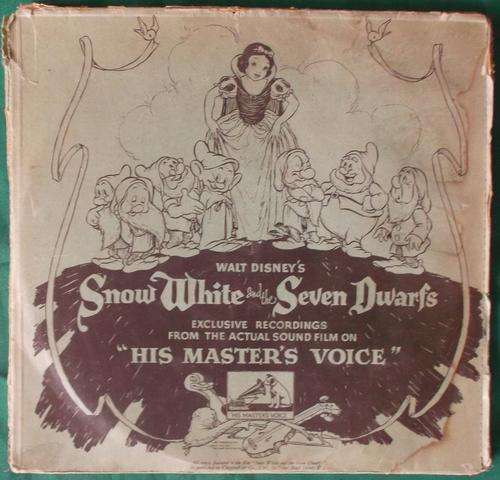 WALT DISNEY'S
Snow White and the Seven Dwarfs
EXCLUSIVE RECORDINGS
FROM THE ACTUAL SOUND FILM ON
"HIS MASTER'S VOICE"
HIS MASTER'S VOICE